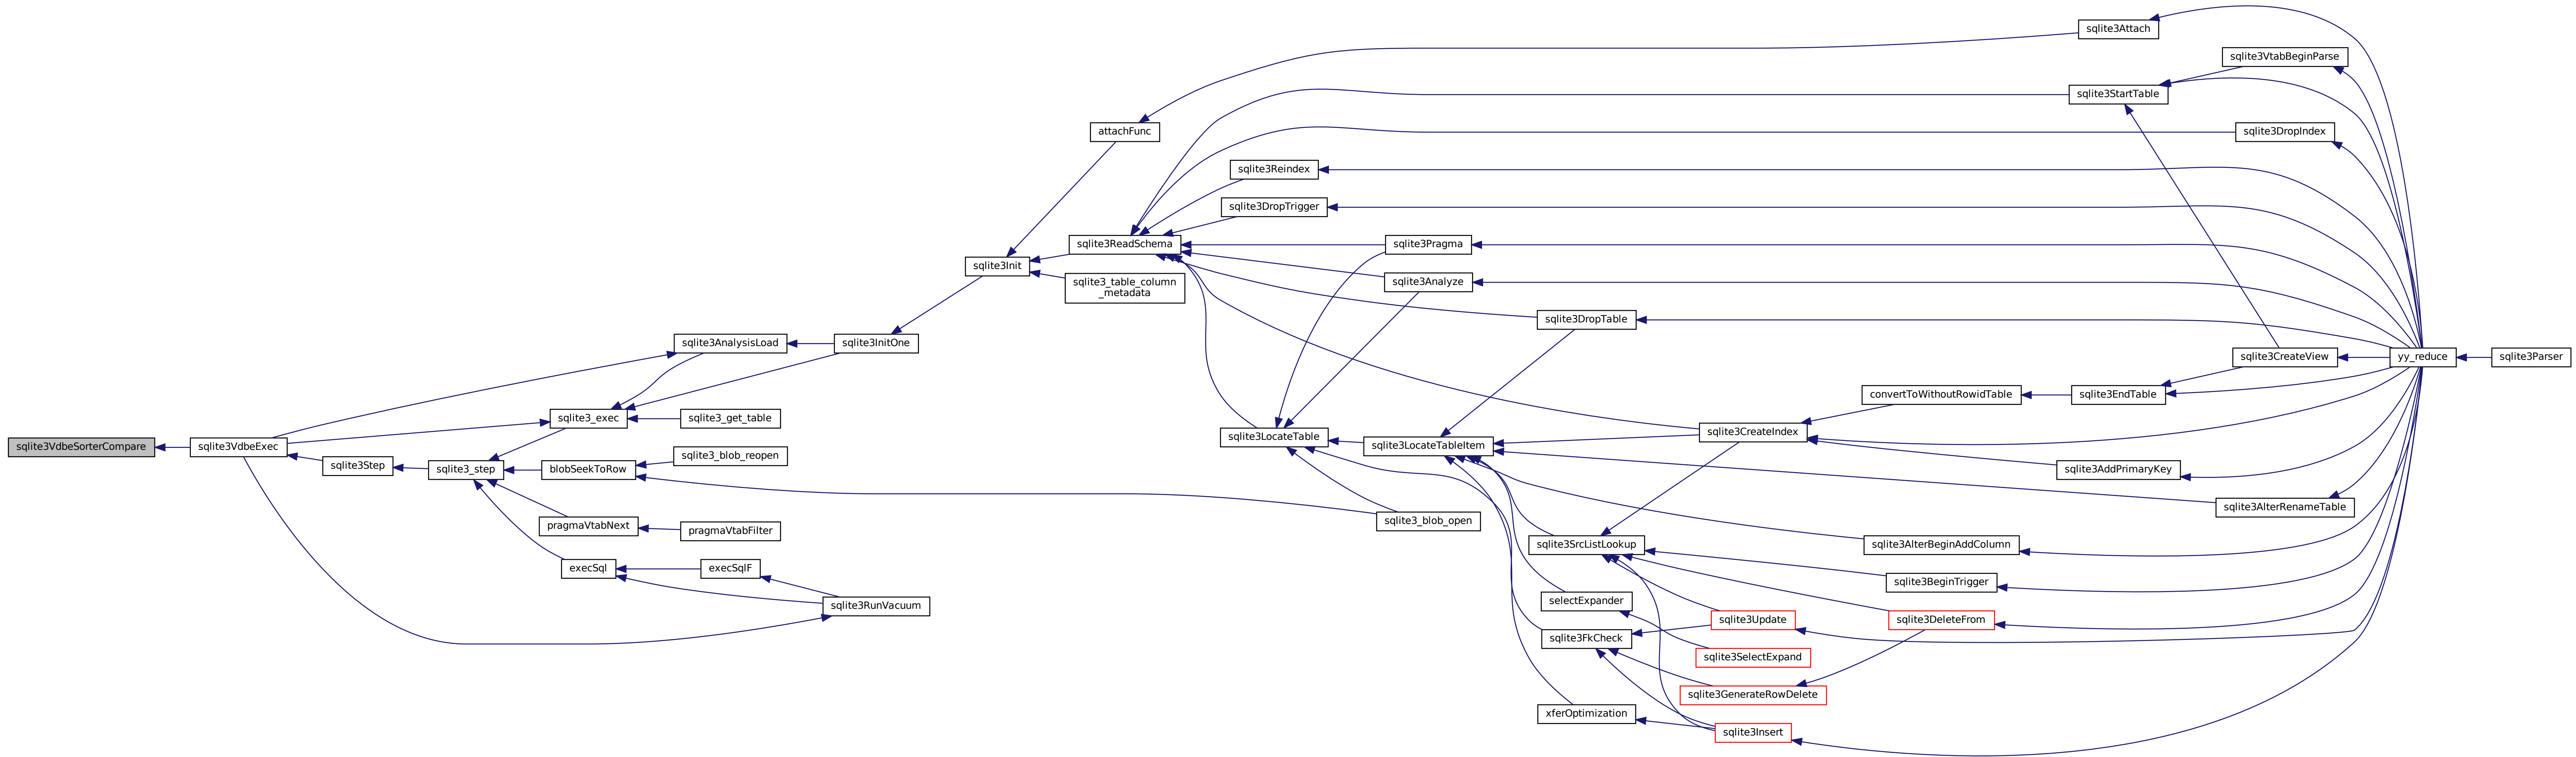 sqlite3VdbeSorterCompare
sqlite3VdbeExec
sqlite3AnalysisLoad
sqlite3_exec
sqlite3Step
sqlite3_step
sqlite3InitOne
sqlite3_get_table
blobSeekToRow
sqlite3_blob_reopen
pragmaVtabNext
pragmaVtabFilter
execSql
execSqlF
sqlite3RunVacuum
sqlite3Init
attachFunc
sqlite3ReadSchema
sqlite3_table_column
_metadata
sqlite3Reindex
sqlite3DropTrigger
sqlite3LocateTable
sqlite3Pragma
sqlite3Analyze
sqlite3LocateTableItem
sqlite3_blob_open
sqlite3DropTable
sqlite3SrcListLookup
selectExpander
sqlite3FkCheck
xferOptimization
sqlite3CreateIndex
sqlite3Update
sqlite3SelectExpand
sqlite3GenerateRowDelete
sqlite3Insert
convertToWithoutRowidTable
sqlite3AlterBeginAddColumn
sqlite3BeginTrigger
sqlite3DeleteFrom
sqlite3Attach
sqlite3StartTable
sqlite3EndTable
sqlite3AddPrimaryKey
sqlite3VtabBeginParse
sqlite3DropIndex
sqlite3CreateView
sqlite3AlterRenameTable
yy_reduce
sqlite3Parser